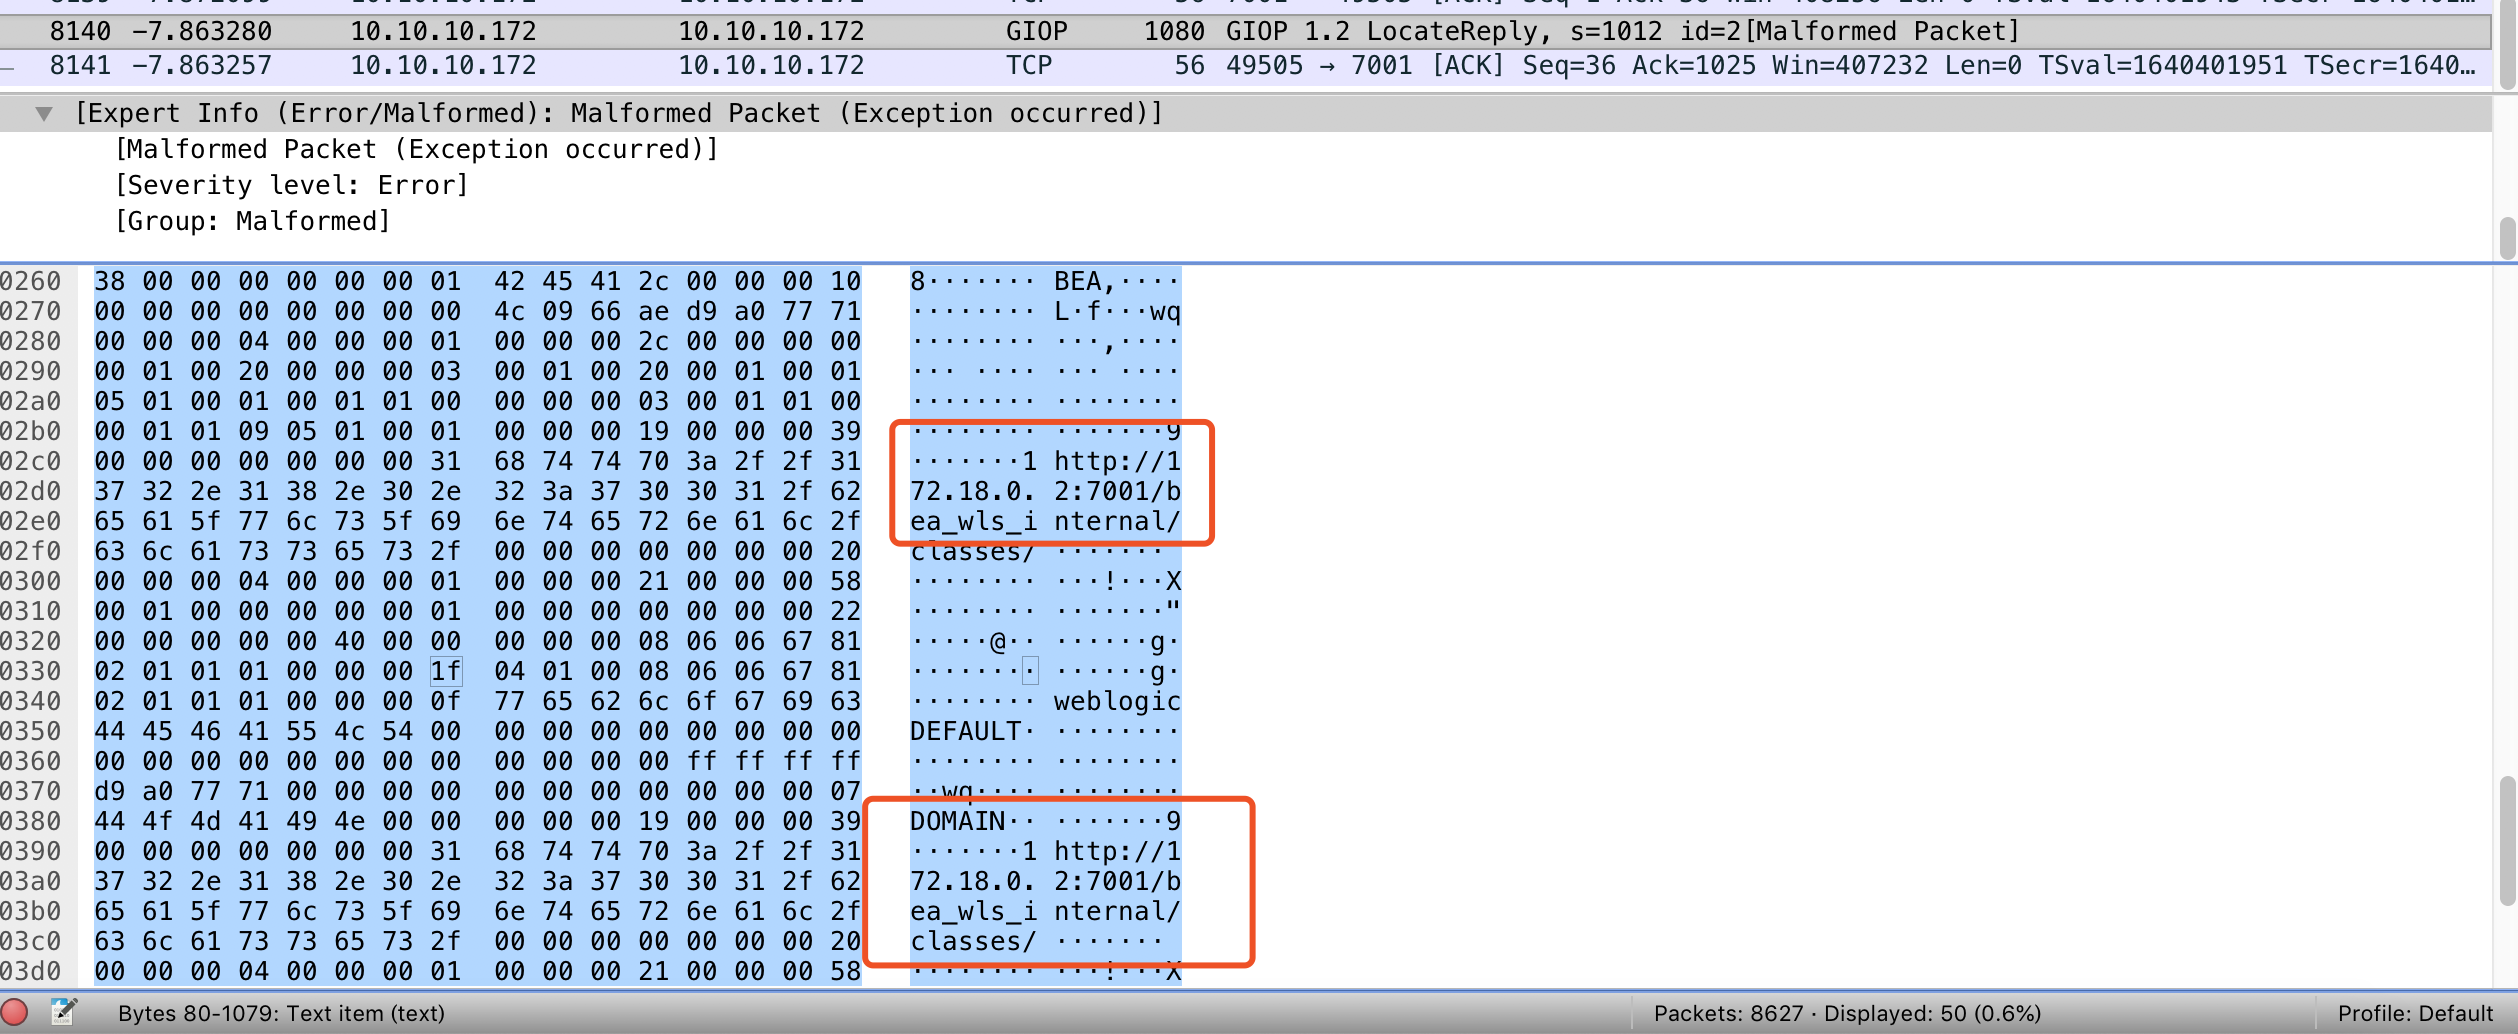 8140 −7.863280 10.10.10.172 10.10.10.172 GIOP 1080 GIOP 1.2 LocateReply, s=1012 id=2[Malformed Packet]
8141 −7.863257 10.10.10.172 10.10.10.172 TCP 56 49505 → 7001 [ACK] Seq=36 Ack=1025 Win=407232 Len=0 TSval=1640401951 TSecr=1640…
[Expert Info (Error/Malformed): Malformed Packet (Exception occurred)]
[Malformed Packet (Exception occurred)]
[Severity level: Error]
[Group: Malformed]
0260 38 00 00 00 00 00 00 01 42 45 41 2c 00 00 00 10 8······· BEA,····
0270 00 00 00 00 00 00 00 00 4c 09 66 ae d9 a0 77 71 ········ L·f···wq
0280 00 00 00 04 00 00 00 01 00 00 00 2c 00 00 00 00 ········ ···,····
0290 00 01 00 20 00 00 00 03 00 01 00 20 00 01 00 01 ··· ···· ··· ····
02a0 05 01 00 01 00 01 01 00 00 00 00 03 00 01 01 00 ········ ········
02b0 00 01 01 09 05 01 00 01 00 00 00 19 00 00 00 39 ········ ·······9
02c0 00 00 00 00 00 00 00 31 68 74 74 70 3a 2f 2f 31 ·······1 http://1
02d0 37 32 2e 31 38 2e 30 2e 32 3a 37 30 30 31 2f 62 72.18.0. 2:7001/b
02e0 65 61 5f 77 6c 73 5f 69 6e 74 65 72 6e 61 6c 2f ea_wls_i nternal/
02f0 63 6c 61 73 73 65 73 2f 00 00 00 00 00 00 00 20 classes/ ·······
0300 00 00 00 04 00 00 00 01 00 00 00 21 00 00 00 58 ········ ···!···X
0310 00 01 00 00 00 00 00 01 00 00 00 00 00 00 00 22 ········ ·······"
0320 00 00 00 00 00 40 00 00 00 00 00 08 06 06 67 81 ·····@·· ······g·
0330 02 01 01 01 00 00 00 1f 04 01 00 08 06 06 67 81 ········ ······g·
0340 02 01 01 01 00 00 00 0f 77 65 62 6c 6f 67 69 63 ········ weblogic
0350 44 45 46 41 55 4c 54 00 00 00 00 00 00 00 00 00 DEFAULT· ········
0360 00 00 00 00 00 00 00 00 00 00 00 00 ff ff ff ff ········ ········
0370 d9 a0 77 71 00 00 00 00 00 00 00 00 00 00 00 07 ··wq···· ········
0380 44 4f 4d 41 49 4e 00 00 00 00 00 19 00 00 00 39 DOMAIN·· ·······9
0390 00 00 00 00 00 00 00 31 68 74 74 70 3a 2f 2f 31 ·······1 http://1
03a0 37 32 2e 31 38 2e 30 2e 32 3a 37 30 30 31 2f 62 72.18.0. 2:7001/b
03b0 65 61 5f 77 6c 73 5f 69 6e 74 65 72 6e 61 6c 2f ea_wls_i nternal/
03c0 63 6c 61 73 73 65 73 2f 00 00 00 00 00 00 00 20 classes/ ·······
03d0 00 00 00 04 00 00 00 01 00 00 00 21 00 00 00 58 ········ ···!···X
Bytes 80-1079: Text item (text) Packets: 8627 · Displayed: 50 (0.6%) Profile: Default